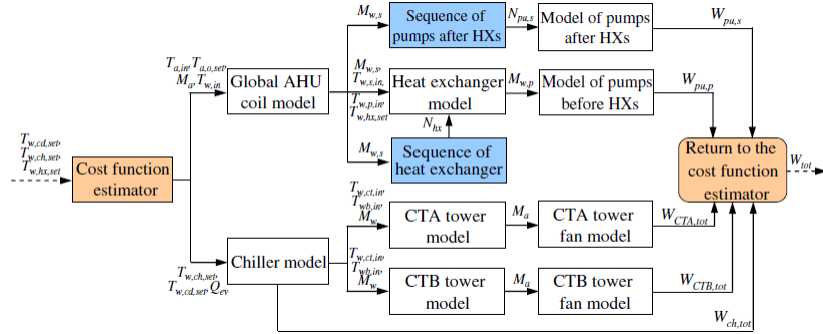 M_w,s
Sequence of
pumps after HXs
N_pu,s
Model of pumps
after HXs
W_pu,s
T_a,in, T_a,o,set,
M_a, T_w,in
Global AHU
coil model
M_w,s,
T_w,s,in,
T_w,p,in,
T_w,hx,set
Heat exchanger
model
M_w,p
Model of pumps
before HXs
W_pu,p
N_hx
M_w,s
Sequence of
heat exchanger
T_w,cd,set,
T_w,ch,set,
T_w,hx,set
Cost function
estimator
Return to the
cost function
estimator
W_tot
T_w,ct,in,
T_wb,in,
M_w
CTA tower
model
M_a
CTA tower
fan model
W_CTA,tot
T_w,ch,set,
T_w,cd,set, Q_ev
Chiller model
T_w,ct,in,
T_wb,in,
M_w
CTB tower
model
M_a
CTB tower
fan model
W_CTB,tot
W_ch,tot